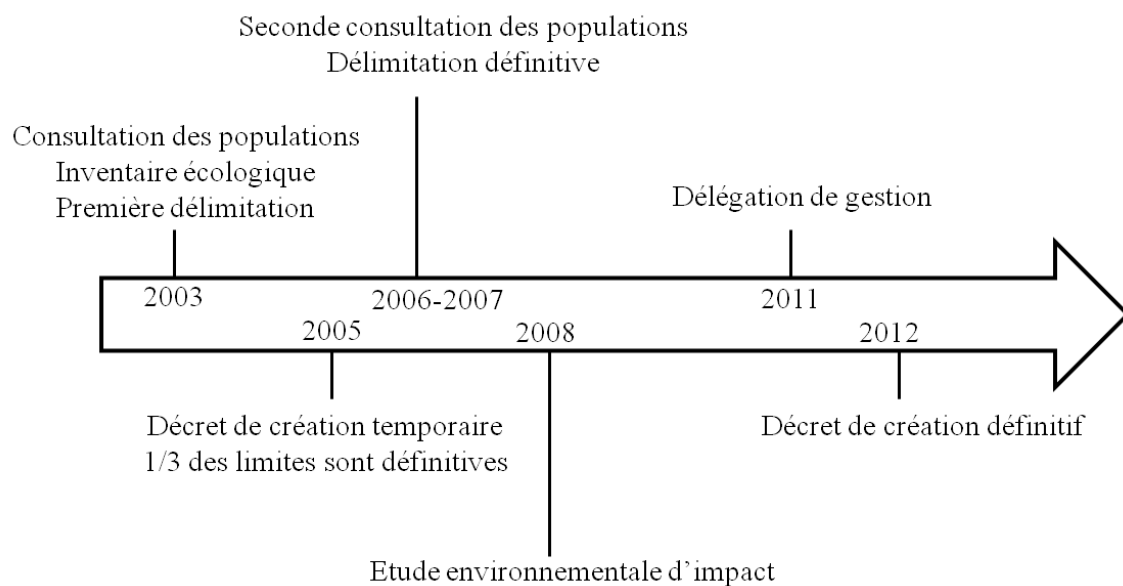 Seconde consultation des populations
Délimitation définitive
Consultation des populations
Inventaire écologique
Première délimitation
Délégation de gestion
2003
2006-2007
2011
2005
2008
2012
Décret de création temporaire
1/3 des limites sont définitives
Décret de création définitif
Etude environnementale d'impact